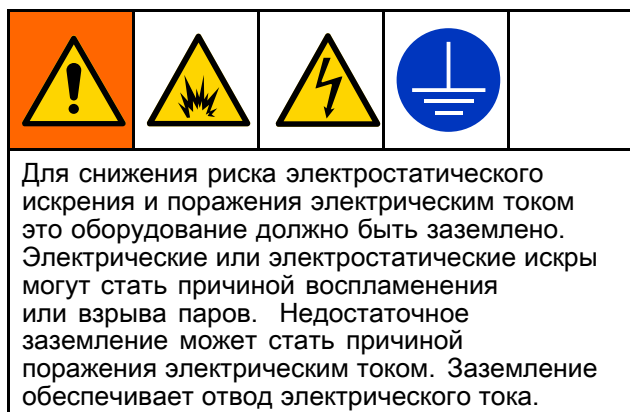 Для снижения риска электростатического
искрения и поражения электрическим током
это оборудование должно быть заземлено.
Электрические или электростатические искры
могут стать причиной воспламенения
или взрыва паров. Недостаточное
заземление может стать причиной
поражения электрическим током. Заземление
обеспечивает отвод электрического тока.